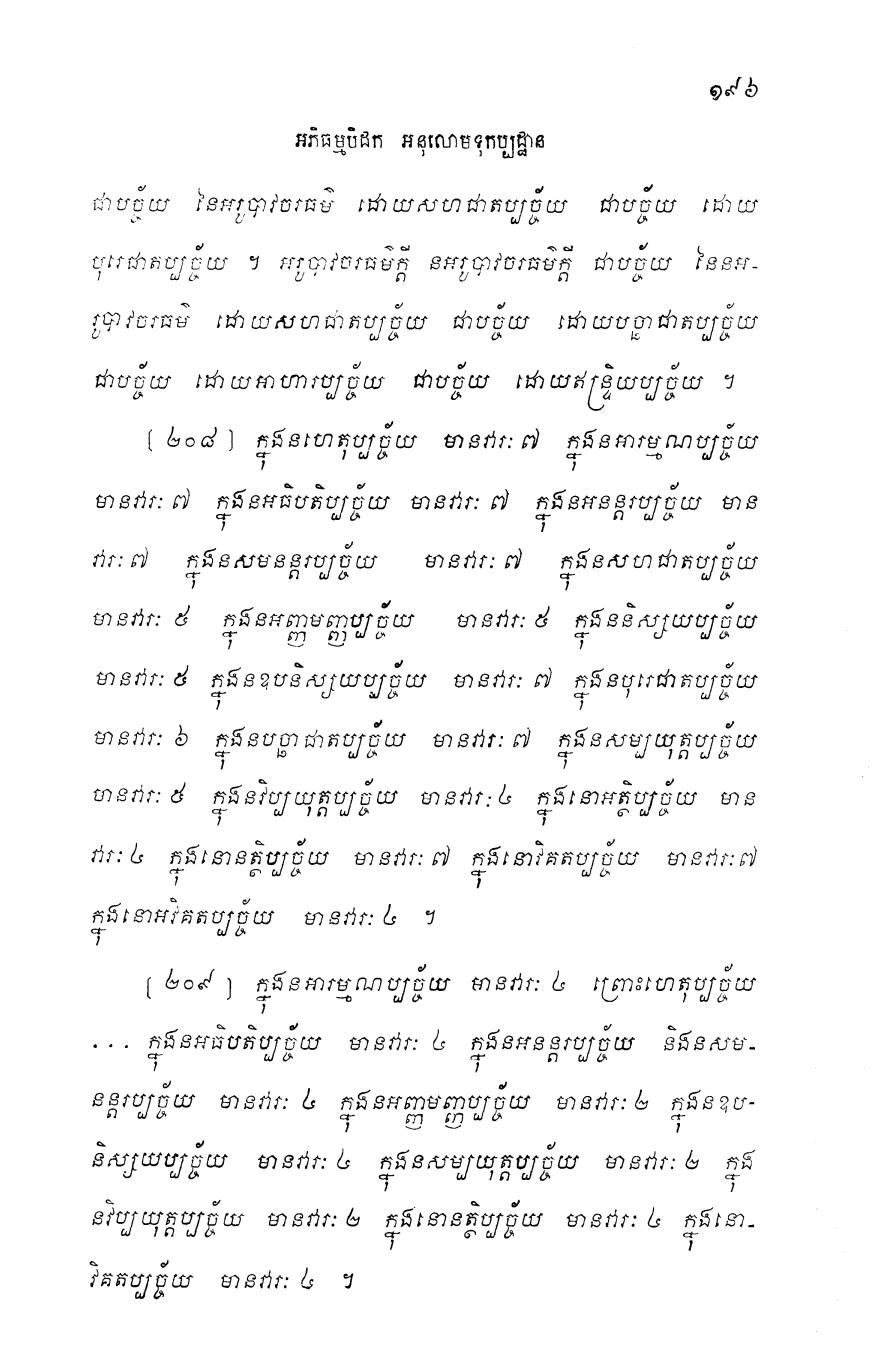 ១៩៦
អភិធម្មបិដក អនុលោមទុកប្បដ្ឋាន
ជាបច្ច័យ នៃអរូបាវចរធម៌ ដោយសហជាតប្បច្ច័យ ជាបច្ច័យ ដោយ
បុរេជាតប្បច្ច័យ ។ អរូបាវចរធម៌ក្តី នអរូបាវចរធម៌ក្តី ជាបច្ច័យ នៃនអ-
រូបាវចរធម៌ ដោយសហជាតប្បច្ច័យ ជាបច្ច័យ ដោយបច្ឆាជាតប្បច្ច័យ
ជាបច្ច័យ ដោយអាហារប្បច្ច័យ ជាបច្ច័យ ដោយឥន្ទ្រិយប្បច្ច័យ ។
[ ២០៨ ] ក្នុងនហេតុប្បច្ច័យ មានវារៈ ៧ ក្នុងនអារម្មណប្បច្ច័យ
មានវារៈ ៧ ក្នុងនអធិបតិប្បច្ច័យ មានវារៈ ៧ ក្នុងនអនន្តរប្បច្ច័យ មាន
វារៈ ៧ ក្នុងនសមនន្តរប្បច្ច័យ មានវារៈ ៧ ក្នុងនសហជាតប្បច្ច័យ
មានវារៈ ៥ ក្នុងនអញ្ញមញ្ញប្បច្ច័យ មានវារៈ ៥ ក្នុងននិស្សយប្បច្ច័យ
មានវារៈ ៥ ក្នុងនឧបនិស្សយប្បច្ច័យ មានវារៈ ៧ ក្នុងនបុរេជាតប្បច្ច័យ
មានវារៈ ៦ ក្នុងនបច្ឆាជាតប្បច្ច័យ មានវារៈ ៧ ក្នុងនសម្បយុត្តប្បច្ច័យ
មានវារៈ ៥ ក្នុងនវិប្បយុត្តប្បច្ច័យ មានវារៈ ៤ ក្នុងនោអត្ថិប្បច្ច័យ មាន
វារៈ ៤ ក្នុងនោនត្ថិប្បច្ច័យ មានវារៈ ៧ ក្នុងនោវិគតប្បច្ច័យ មានវារៈ ៧
ក្នុងនោអវិគតប្បច្ច័យ មានវារៈ ៤ ។
[ ២០៩ ] ក្នុងនអារម្មណប្បច្ច័យ មានវារៈ ៤ ព្រោះហេតុប្បច្ច័យ
... ក្នុងនអធិបតិប្បច្ច័យ មានវារៈ ៤ ក្នុងនអនន្តរប្បច្ច័យ និងនសម-
នន្តរប្បច្ច័យ មានវារៈ ៤ ក្នុងនអញ្ញមញ្ញប្បច្ច័យ មានវារៈ ២ ក្នុងនឧប-
និស្សយប្បច្ច័យ មានវារៈ ៤ ក្នុងនសម្បយុត្តប្បច្ច័យ មានវារៈ ២ ក្នុង
នវិប្បយុត្តប្បច្ច័យ មានវារៈ ២ ក្នុងនោនត្ថិប្បច្ច័យ មានវារៈ ៤ ក្នុងនោ-
វិគតប្បច្ច័យ មានវារៈ ៤ ។